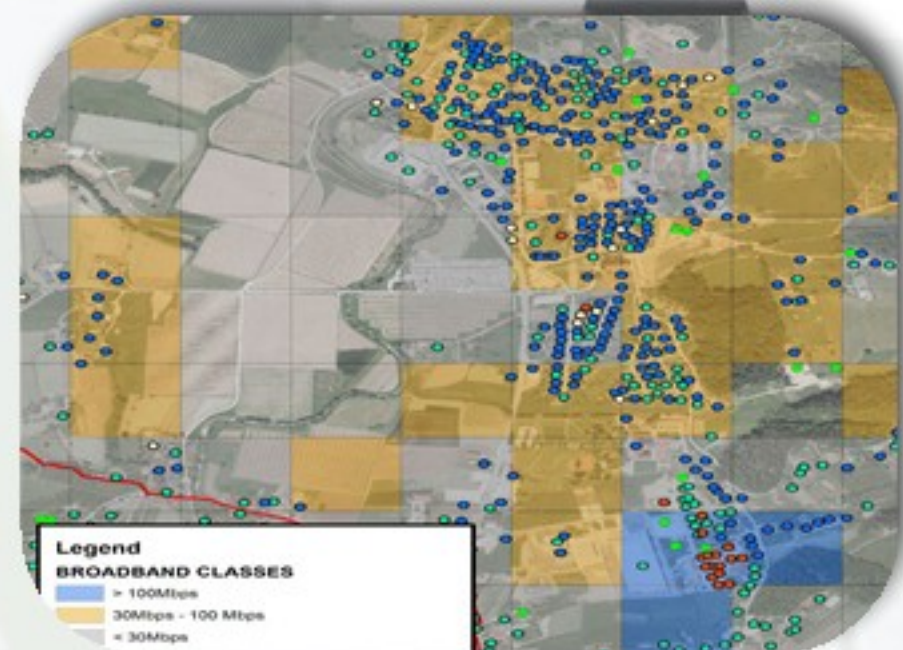 Legend
BROADBAND CLASSES
> 100Mbps
30Mbps - 100 Mbps
< 30Mbps